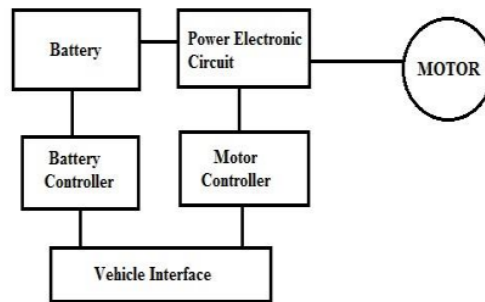 Battery
Power Electronic
Circuit
MOTOR
Battery
Controller
Motor
Controller
Vehicle Interface